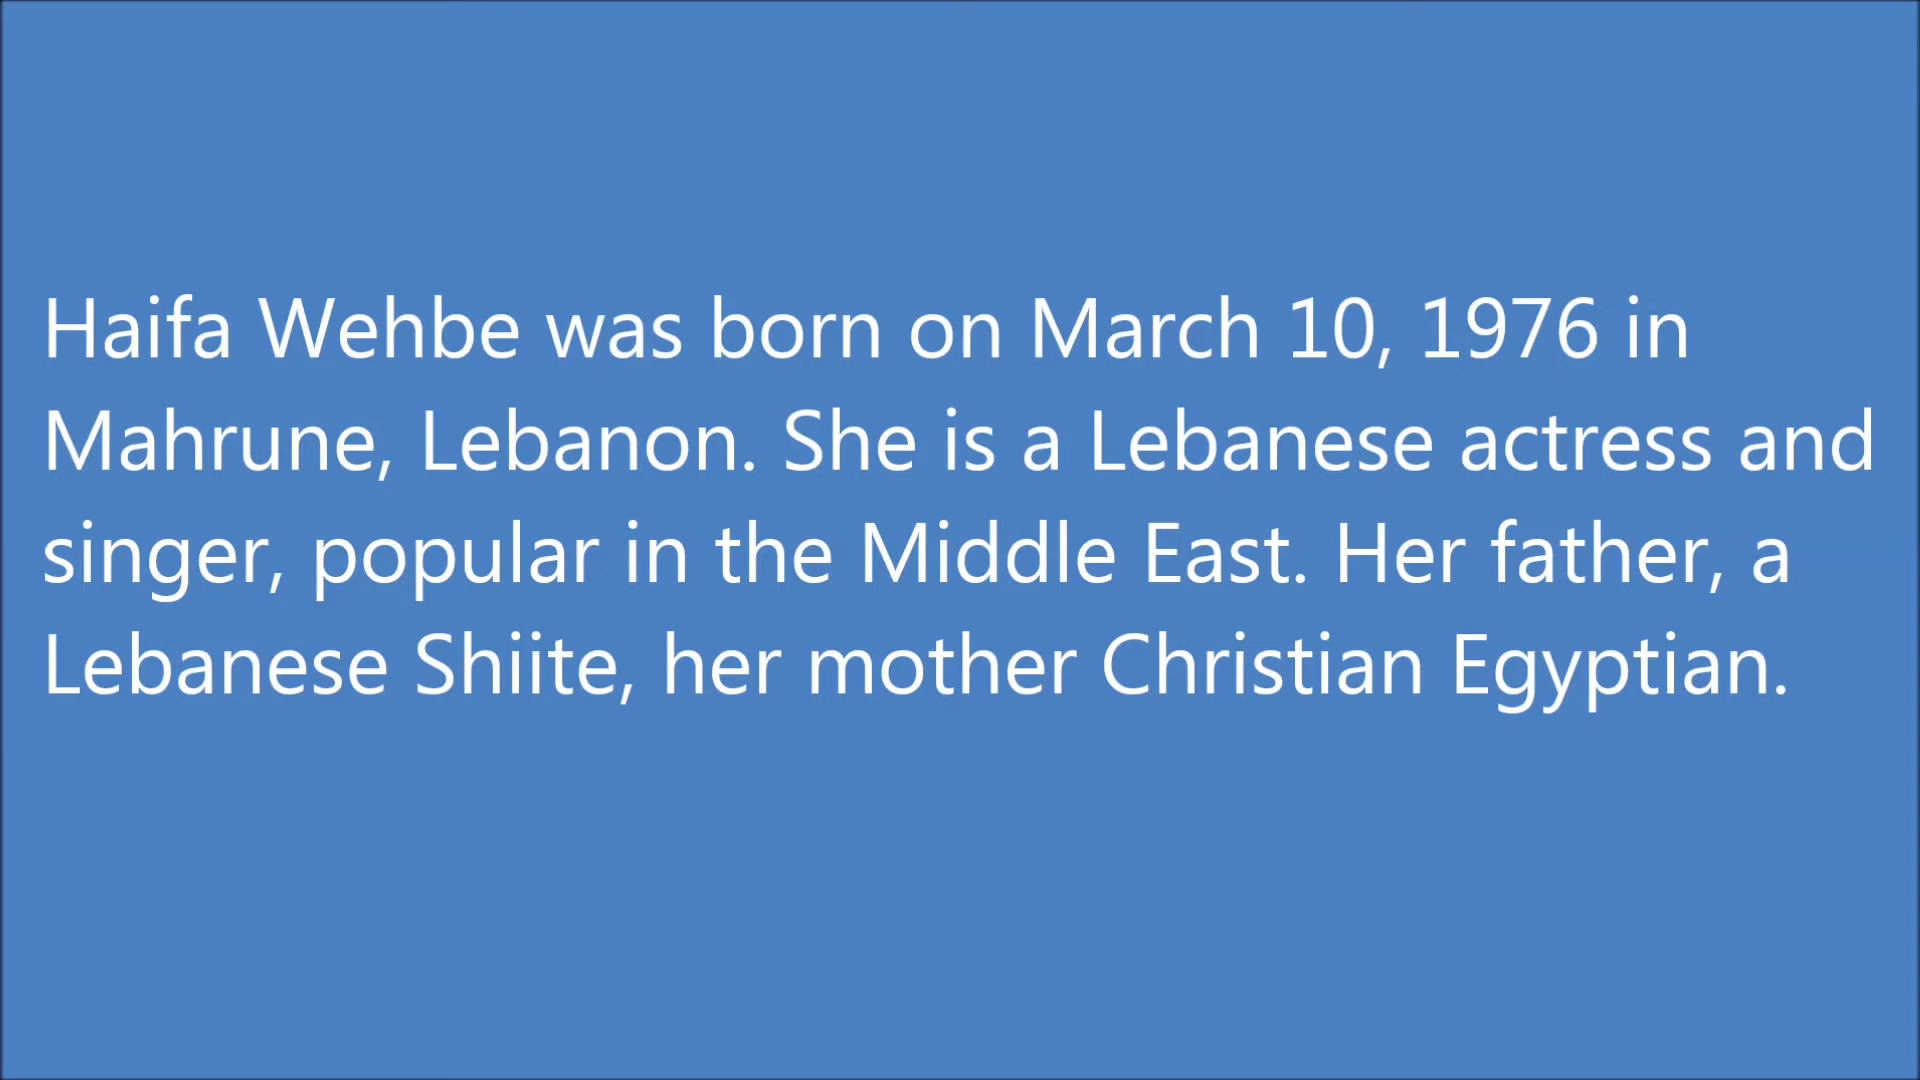 Haifa Wehbe was born on March 10, 1976 in
Mahrune, Lebanon. She is a Lebanese actress and
singer, popular in the Middle East. Her father, a
Lebanese Shiite, her mother Christian Egyptian.